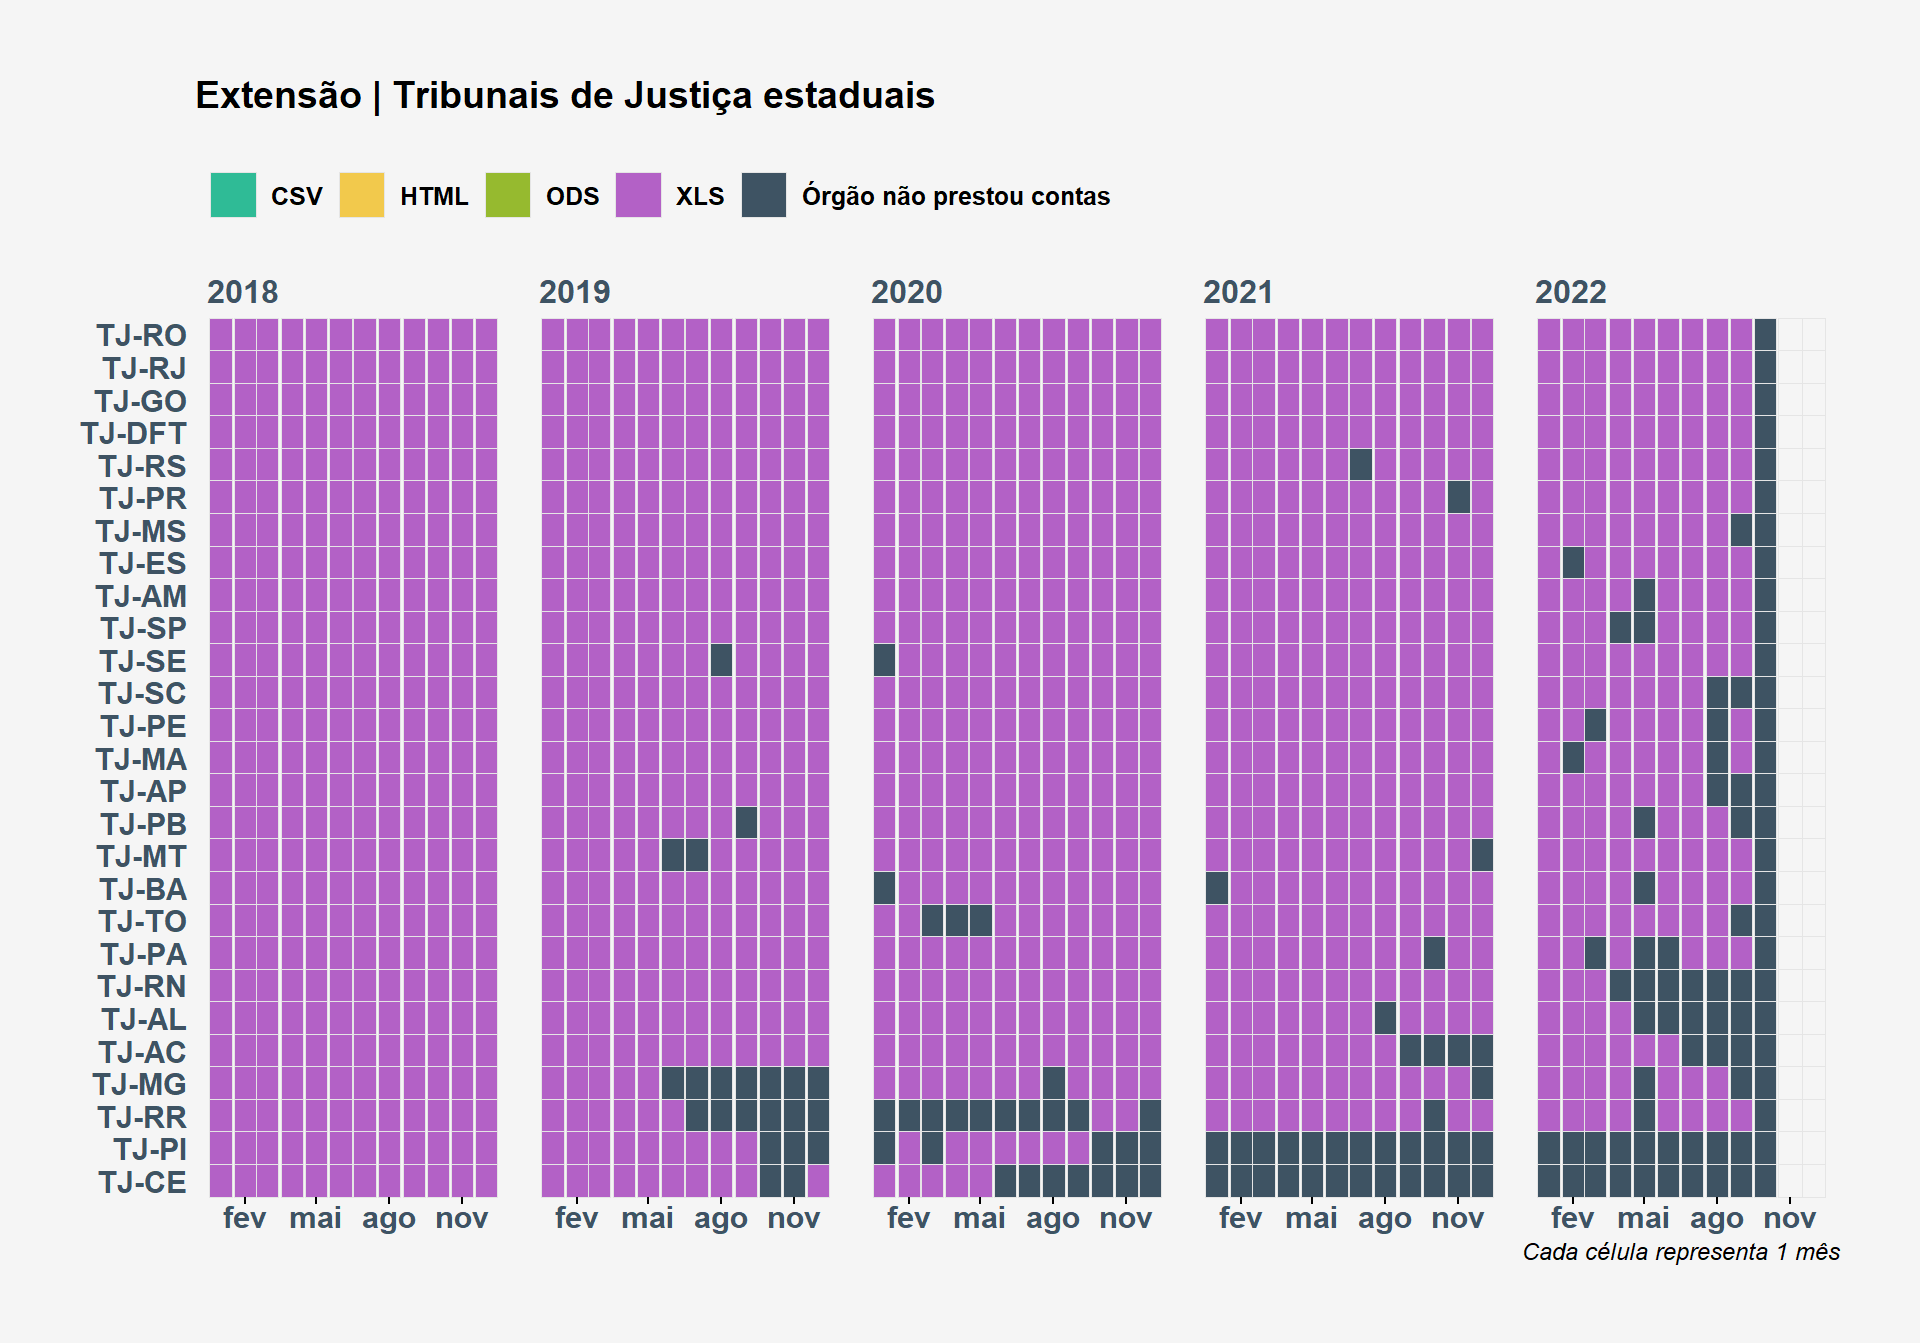 Extensão | Tribunais de Justiça estaduais
CSV HTML ODS XLS Órgão não prestou contas
2018 2019 2020 2021 2022
TJ-RO
TJ-RJ
TJ-GO
TJ-DFT
TJ-RS
TJ-PR
TJ-MS
TJ-ES
TJ-AM
TJ-SP
TJ-SE
TJ-SC
TJ-PE
TJ-MA
TJ-AP
TJ-PB
TJ-MT
TJ-BA
TJ-TO
TJ-PA
TJ-RN
TJ-AL
TJ-AC
TJ-MG
TJ-RR
TJ-PI
TJ-CE
fev mai ago nov fev mai ago nov fev mai ago nov fev mai ago nov fev mai ago nov
Cada célula representa 1 mês